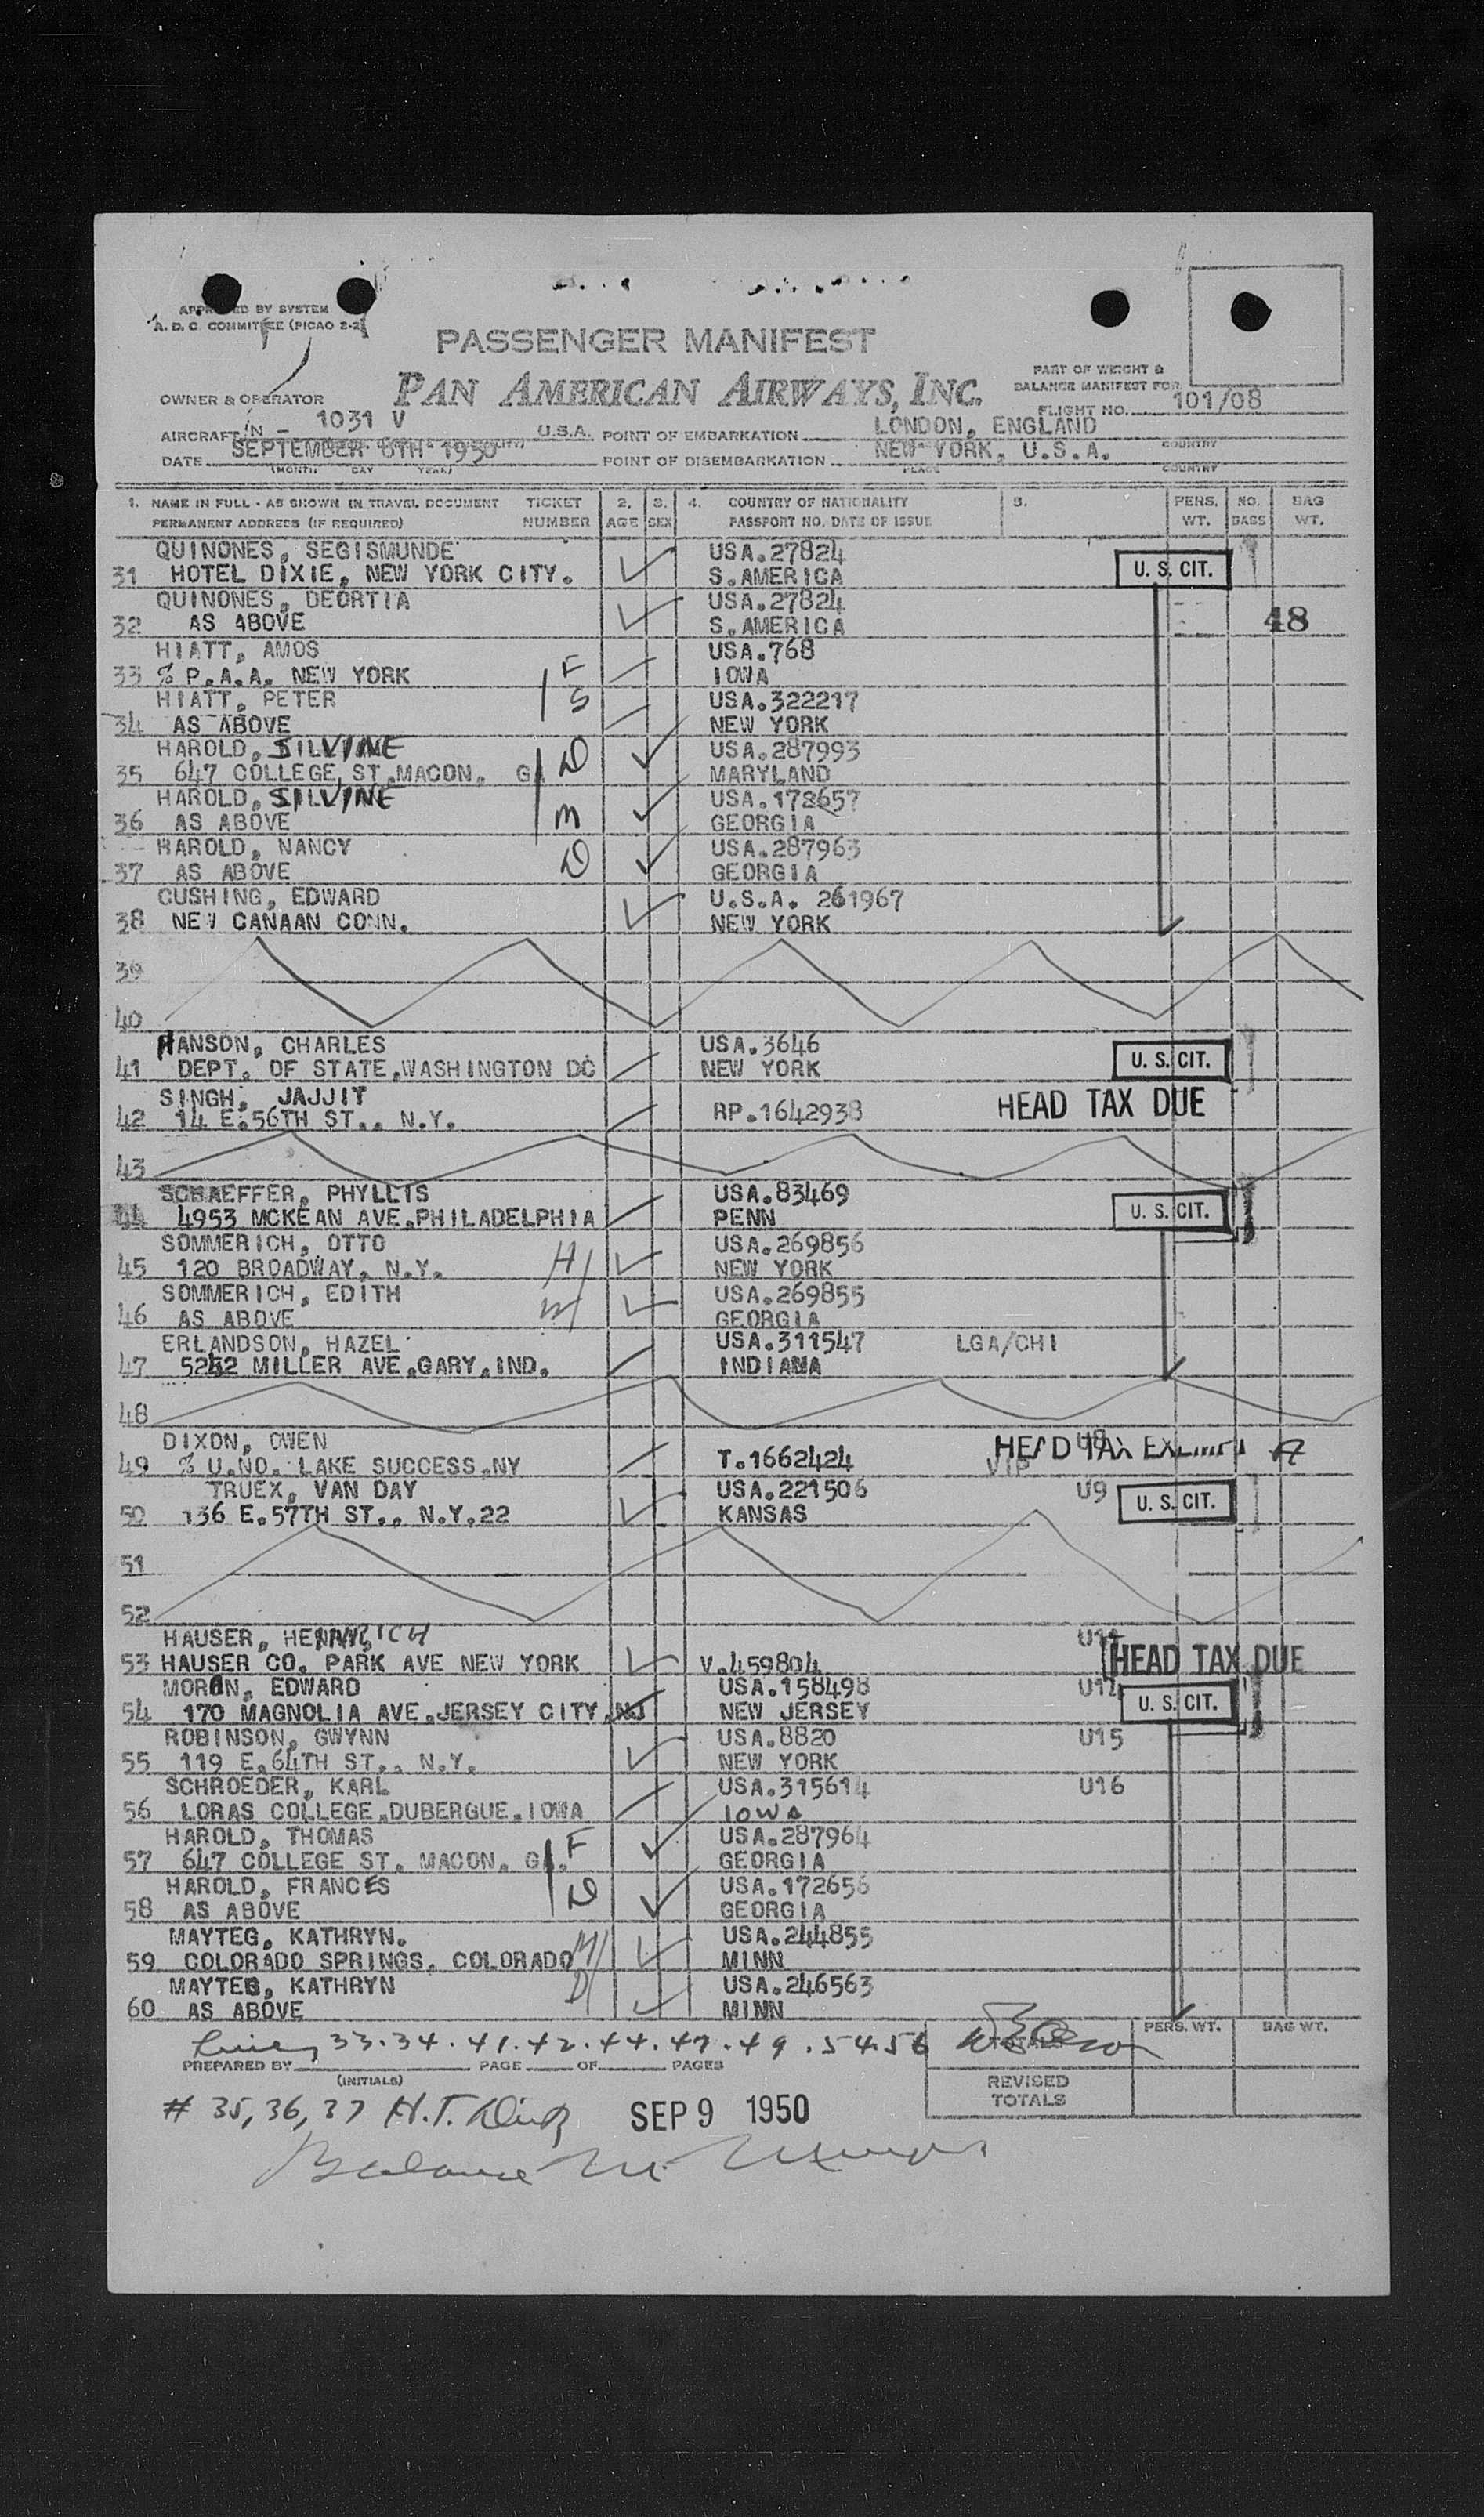 APPROVED BY SYSTEM
A. D. C. COMMITTEE (PICAO 2-2)
PASSENGER MANIFEST
PAN AMERICAN AIRWAYS, INC.
PART OF WEIGHT &
BALANCE MANIFEST FOR
OWNER & OPERATOR
FLIGHT NO. 101/08
AIRCRAFT N - 1031 V U.S.A. POINT OF EMBARKATION LONDON, ENGLAND COUNTRY
DATE SEPTEMBER 8TH 1950 POINT OF DISEMBARKATION NEW YORK, U.S.A.
(MONTH DAY YEAR) PLACE COUNTRY
1. NAME IN FULL - AS SHOWN IN TRAVEL DOCUMENT TICKET 2. 3. 4. COUNTRY OF NATIONALITY 5. PERS. NO. BAG
PERMANENT ADDRESS (IF REQUIRED) NUMBER AGE SEX PASSPORT NO. DATE OF ISSUE WT. BAGS WT.
QUINONES, SEGISMUNDE USA.27824
31 HOTEL DIXIE, NEW YORK CITY. S.AMERICA U. S. CIT.
QUINONES, DEORTIA USA.27824
32 AS ABOVE S.AMERICA 48
HIATT, AMOS USA.768
33 % P.A.A. NEW YORK F IOWA
HIATT, PETER S USA.322217
34 AS ABOVE NEW YORK
HAROLD, SILVINE USA.287993
35 647 COLLEGE ST.MACON. G D MARYLAND
HAROLD, SILVINE USA.172657
36 AS ABOVE M GEORGIA
HAROLD, NANCY USA.287963
37 AS ABOVE D GEORGIA
CUSHING, EDWARD U.S.A. 261967
38 NEW CANAAN CONN. NEW YORK
39
40
HANSON, CHARLES USA.3646
41 DEPT. OF STATE,WASHINGTON DC NEW YORK U. S. CIT.
SINGH, JAJJIT RP.1642938 HEAD TAX DUE
42 14 E.56TH ST., N.Y.
43
SCHAEFFER, PHYLLIS USA.83469
44 4953 MCKEAN AVE,PHILADELPHIA PENN U. S. CIT.
SOMMERICH, OTTO USA.269856
45 120 BROADWAY, N.Y. H NEW YORK
SOMMERICH, EDITH USA.269855
46 AS ABOVE W GEORGIA
ERLANDSON, HAZEL USA.311547 LGA/CHI
47 5242 MILLER AVE,GARY,IND. INDIANA
48
DIXON, OWEN U8 HEAD TAX EXEMPT
49 % U.NO. LAKE SUCCESS,NY T.1662424 VIP
TRUEX, VAN DAY USA.221506 U9
50 136 E.57TH ST., N.Y.22 KANSAS U. S. CIT.
51
52
HAUSER, HEINRICH
53 HAUSER CO. PARK AVE NEW YORK V.459804 HEAD TAX DUE
MORAN, EDWARD USA.158498 U14
54 170 MAGNOLIA AVE,JERSEY CITY,NJ NEW JERSEY U. S. CIT.
ROBINSON, GWYNN USA.8820 U15
55 119 E.64TH ST., N.Y. NEW YORK
SCHROEDER, KARL USA.315614 U16
56 LORAS COLLEGE,DUBERGUE,IOWA IOWA
HAROLD, THOMAS F USA.287964
57 647 COLLEGE ST. MACON. GA. GEORGIA
HAROLD, FRANCES D USA.172656
58 AS ABOVE GEORGIA
MAYTEG, KATHRYN. USA.244855
59 COLORADO SPRINGS, COLORADO M MINN
MAYTEG, KATHRYN D USA.246563
60 AS ABOVE MINN
Lines 33.34.41.42.44.47.49.54.56 PERS. WT. BAG WT.
PREPARED BY PAGE OF PAGES
(INITIALS) REVISED
TOTALS
# 35, 36, 37 H.T. SEP 9 1950